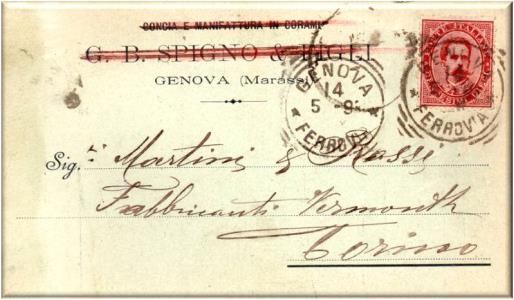 CONCIA E MANIFATTURA IN CORAMI
G. B. SPIGNO & FIGLI
GENOVA (Marassi)
GENOVA
14
5 9
* FERROVIA
* FERROVIA
Sig.ri Martini & Rossi
Fabbricanti Vermouth
Torino